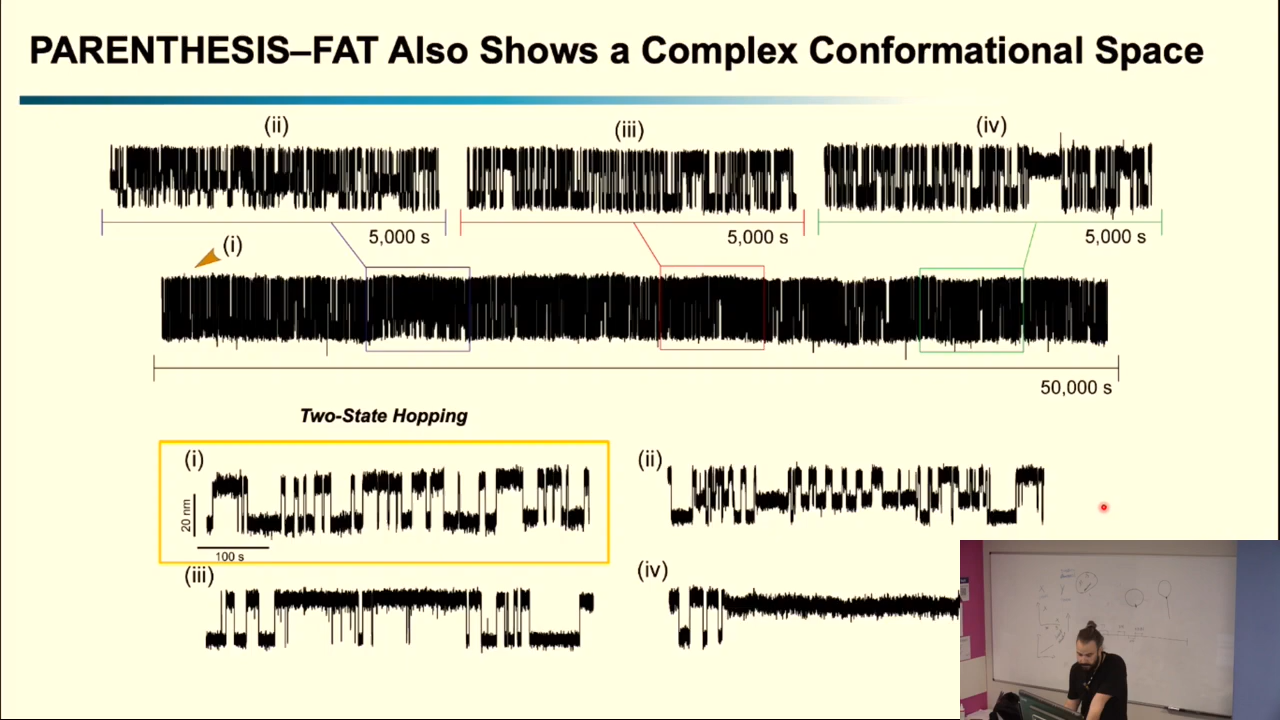 PARENTHESIS–FAT Also Shows a Complex Conformational Space
(ii)
(iii)
(iv)
5,000 s
5,000 s
5,000 s
(i)
50,000 s
Two-State Hopping
(i)
20 nm
100 s
(ii)
(iii)
(iv)